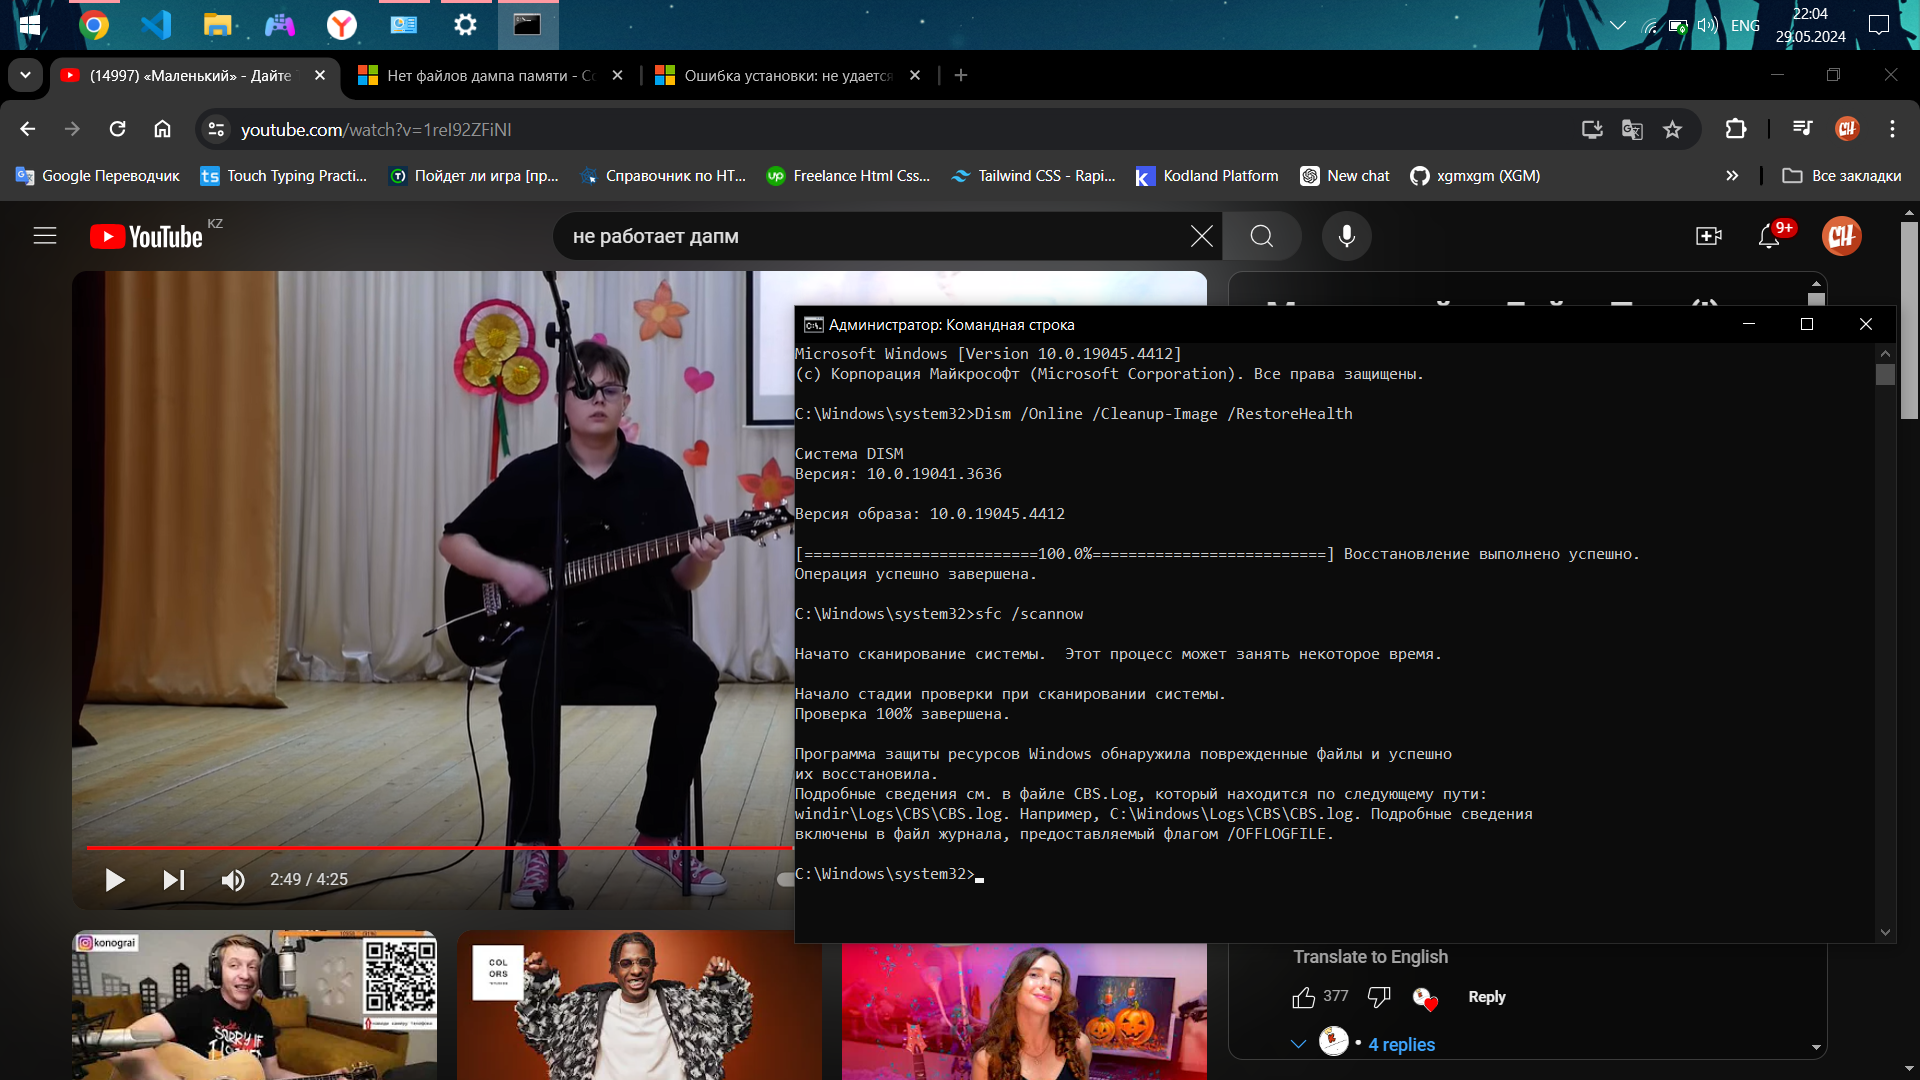 ENG
22:04
29.05.2024
(14997) «Маленький» - Дайте
Нет файлов дампа памяти - Co
Ошибка установки: не удается
youtube.com/watch?v=1reI92ZFiNI
Google Переводчик
Touch Typing Practi...
Пойдет ли игра [пр...
Справочник по HT...
Freelance Html Css...
Tailwind CSS - Rapi...
Kodland Platform
New chat
xgmxgm (XGM)
Все закладки
YouTube
KZ
не работает дапм
9+
CH
Администратор: Командная строка
Microsoft Windows [Version 10.0.19045.4412]
(c) Корпорация Майкрософт (Microsoft Corporation). Все права защищены.
C:\Windows\system32>Dism /Online /Cleanup-Image /RestoreHealth
Cистема DISM
Версия: 10.0.19041.3636
Версия образа: 10.0.19045.4412
[==========================100.0%==========================] Восстановление выполнено успешно.
Операция успешно завершена.
C:\Windows\system32>sfc /scannow
Начато сканирование системы.  Этот процесс может занять некоторое время.
Начало стадии проверки при сканировании системы.
Проверка 100% завершена.
Программа защиты ресурсов Windows обнаружила поврежденные файлы и успешно
их восстановила.
Подробные сведения см. в файле CBS.Log, который находится по следующему пути:
windir\Logs\CBS\CBS.log. Например, C:\Windows\Logs\CBS\CBS.log. Подробные сведения
включены в файл журнала, предоставляемый флагом /OFFLOGFILE.
C:\Windows\system32>
2:49 / 4:25
konograi
COL
ORS
SORRY IF
Translate to English
377
Reply
4 replies